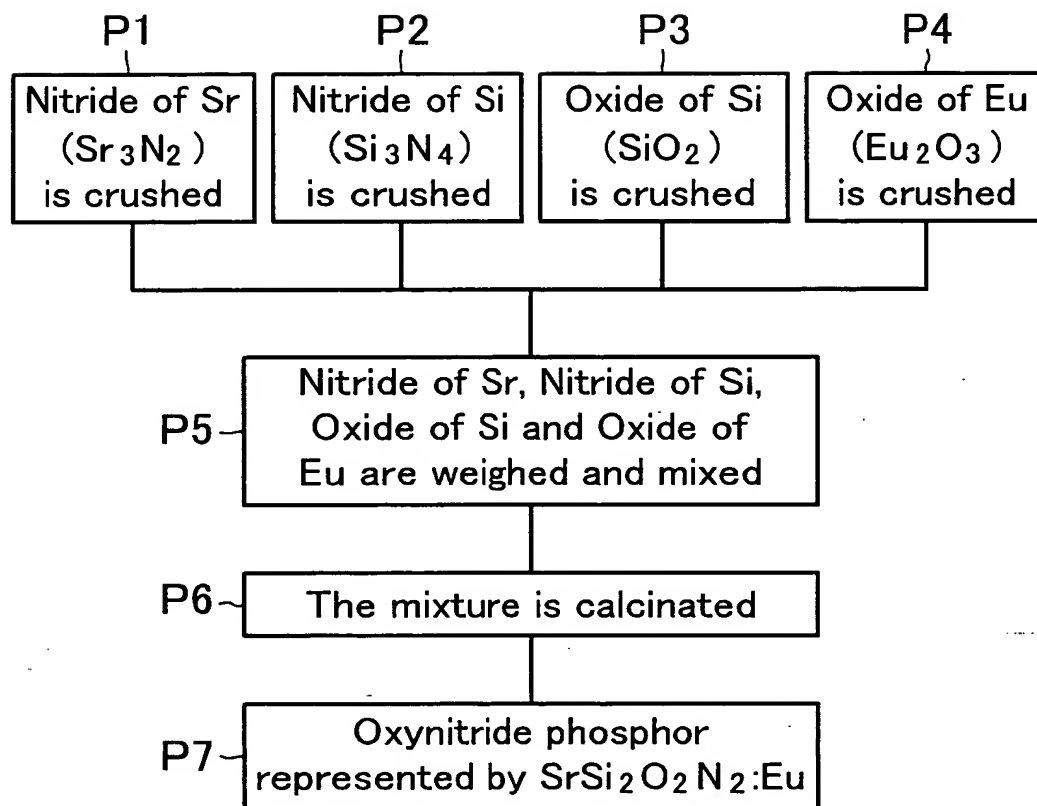 P1
Nitride of Sr
(Sr₃N₂)
is crushed
P2
Nitride of Si
(Si₃N₄)
is crushed
P3
Oxide of Si
(SiO₂)
is crushed
P4
Oxide of Eu
(Eu₂O₃)
is crushed
P5
Nitride of Sr, Nitride of Si,
Oxide of Si and Oxide of
Eu are weighed and mixed
P6
The mixture is calcinated
P7
Oxynitride phosphor
represented by SrSi₂O₂N₂:Eu